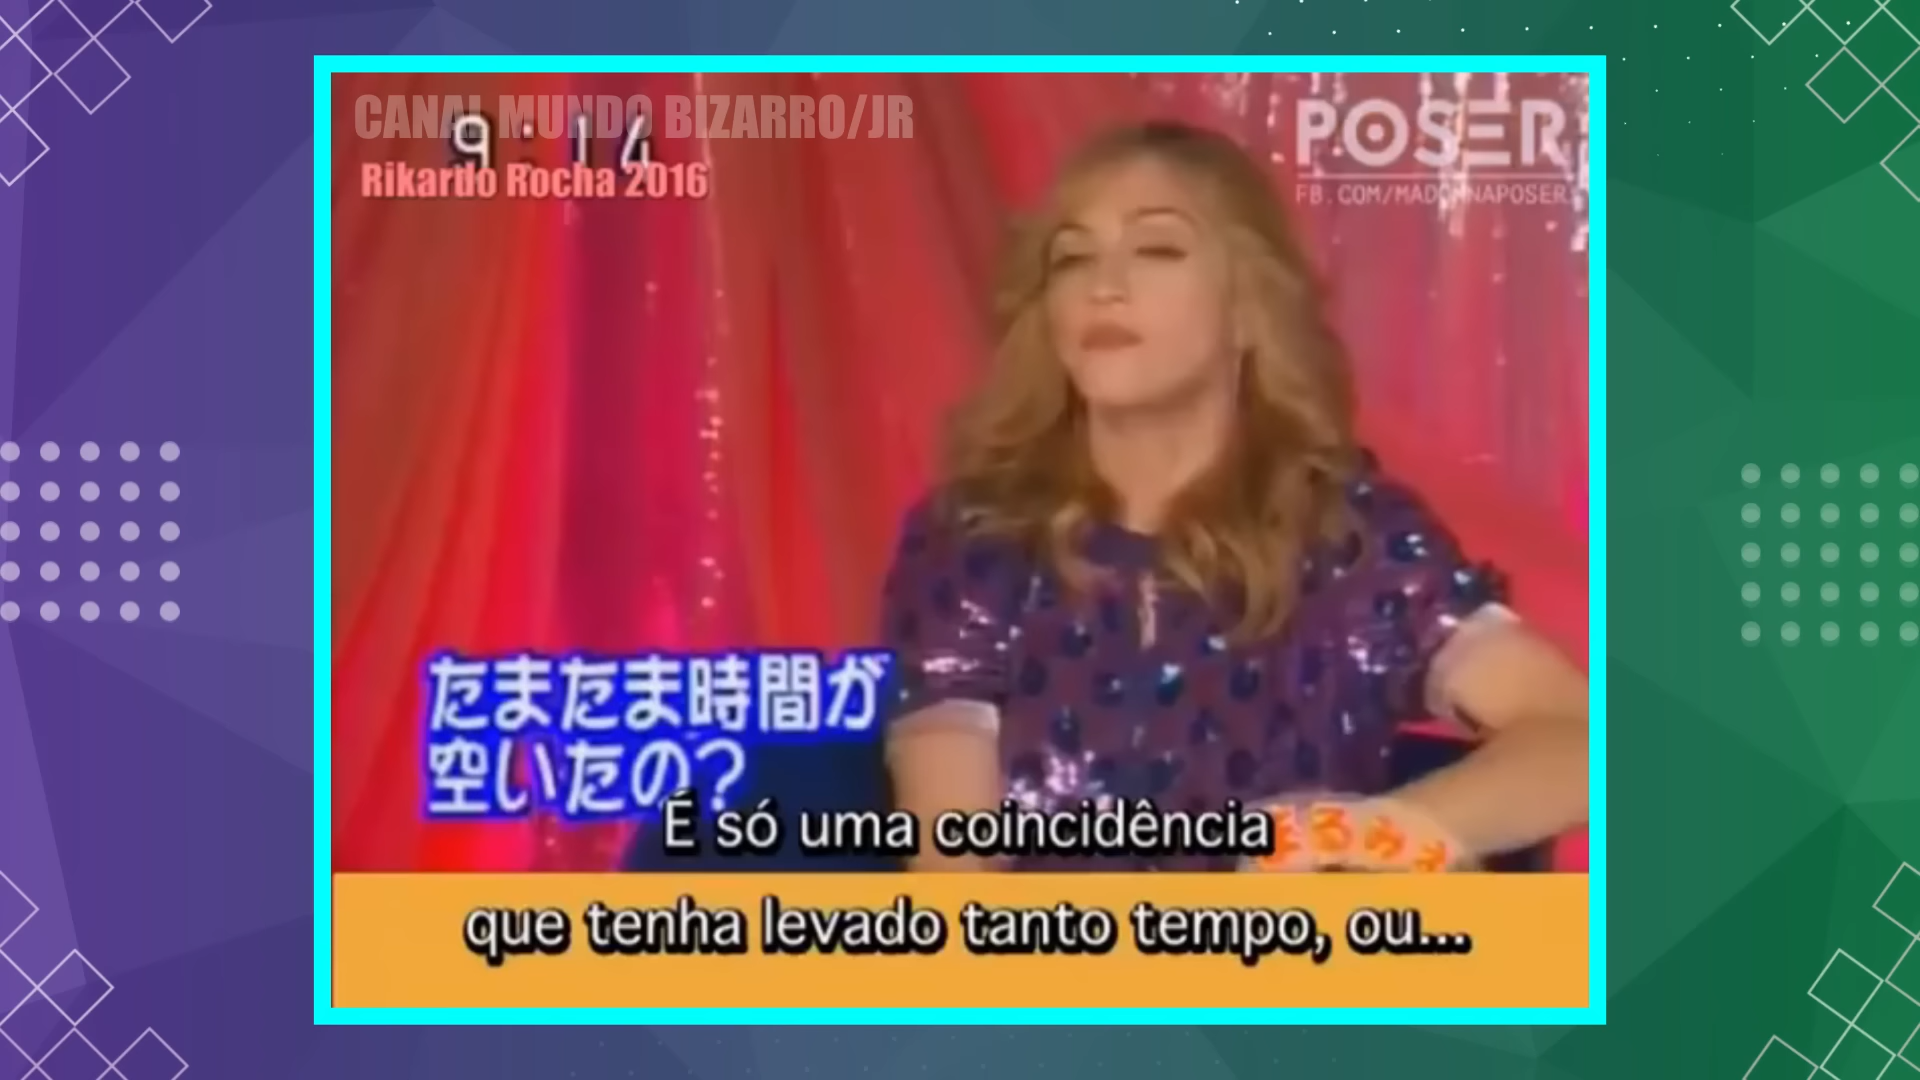 CANAL MUNDO BIZARRO/JR
9:14
Rikardo Rocha 2016
POSER
FB.COM/MADONNAPOSER
たまたま時間が
空いたの?
É só uma coincidência
que tenha levado tanto tempo, ou...